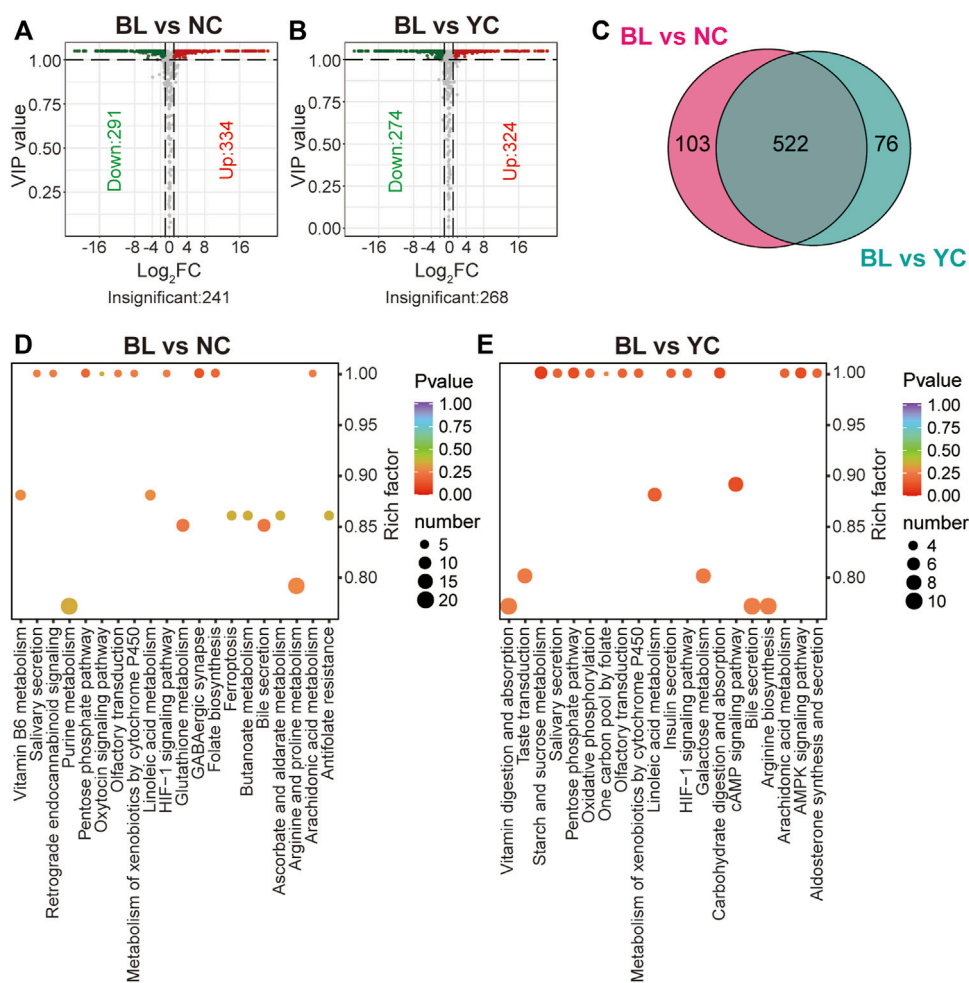 A
BL vs NC
VIP value
1.00
0.75
0.50
0.25
Down:291
Up:334
-16
-8
-4
0
4
8
16
Log2FC
Insignificant:241
B
BL vs YC
VIP value
1.00
0.75
0.50
0.25
0.00
Down:274
Up:324
-16
-8
-4
0
4
8
16
Log2FC
Insignificant:268
C
BL vs NC
103
522
76
BL vs YC
D
BL vs NC
1.00
0.95
0.90
0.85
0.80
Rich factor
Pvalue
1.00
0.75
0.50
0.25
0.00
number
5
10
15
20
Vitamin B6 metabolism
Salivary secretion
Retrograde endocannabinoid signaling
Purine metabolism
Pentose phosphate pathway
Oxytocin signaling pathway
Olfactory transduction
Metabolism of xenobiotics by cytochrome P450
Linoleic acid metabolism
HIF−1 signaling pathway
Glutathione metabolism
GABAergic synapse
Folate biosynthesis
Ferroptosis
Butanoate metabolism
Bile secretion
Ascorbate and aldarate metabolism
Arginine and proline metabolism
Arachidonic acid metabolism
Antifolate resistance
E
BL vs YC
1.00
0.95
0.90
0.85
0.80
Rich factor
Pvalue
1.00
0.75
0.50
0.25
0.00
number
4
6
8
10
Vitamin digestion and absorption
Taste transduction
Starch and sucrose metabolism
Salivary secretion
Pentose phosphate pathway
Oxidative phosphorylation
One carbon pool by folate
Olfactory transduction
Metabolism of xenobiotics by cytochrome P450
Linoleic acid metabolism
Insulin secretion
HIF−1 signaling pathway
Galactose metabolism
Carbohydrate digestion and absorption
cAMP signaling pathway
Bile secretion
Arginine biosynthesis
Arachidonic acid metabolism
AMPK signaling pathway
Aldosterone synthesis and secretion